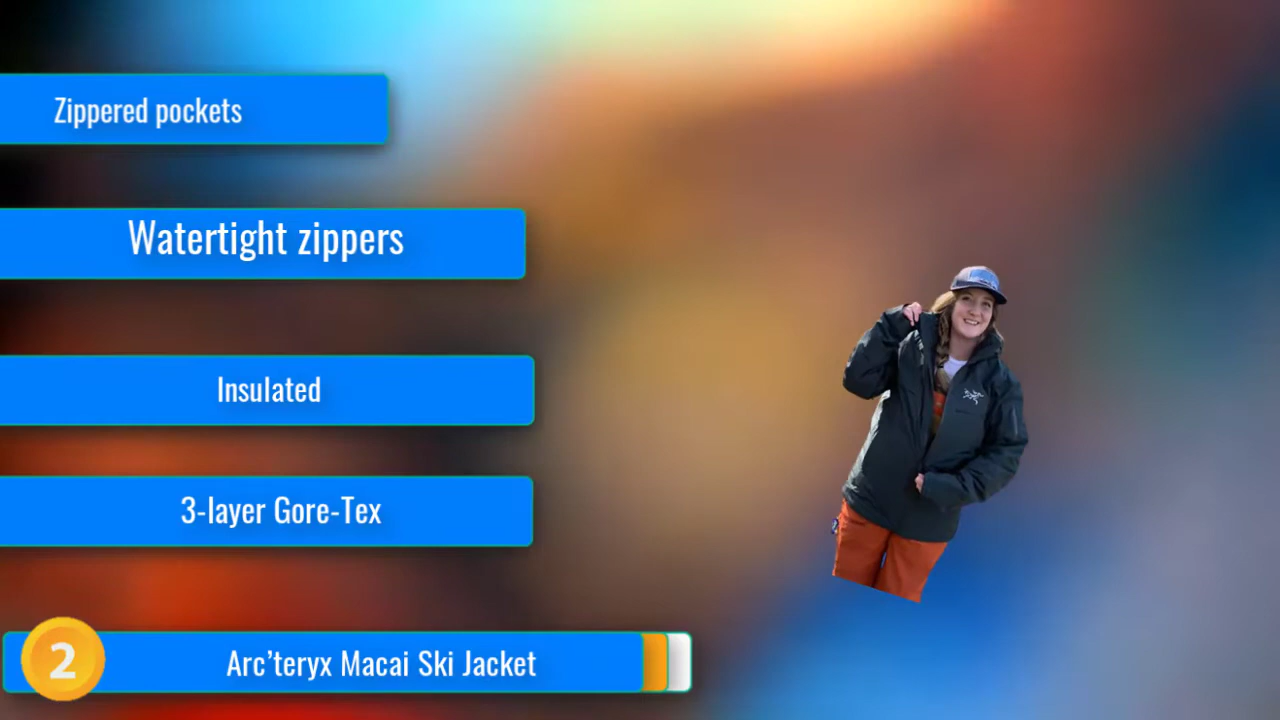 Zippered pockets
Watertight zippers
Insulated
3-layer Gore-Tex
2
Arc’teryx Macai Ski Jacket